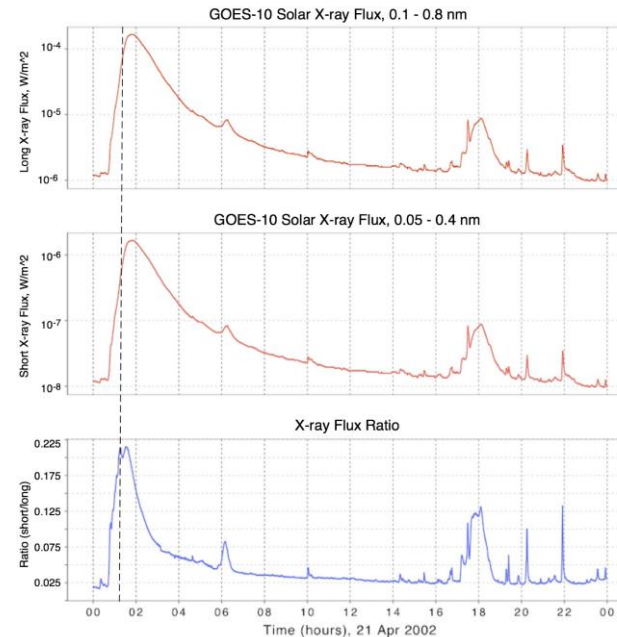 GOES-10 Solar X-ray Flux, 0.1 - 0.8 nm
Long X-ray Flux, W/m^2
10-4
10-5
10-6
GOES-10 Solar X-ray Flux, 0.05 - 0.4 nm
Short X-ray Flux, W/m^2
10-6
10-7
10-8
X-ray Flux Ratio
Ratio (short/long)
0.225
0.175
0.125
0.075
0.025
00 02 04 06 08 10 12 14 16 18 20 22 00
Time (hours), 21 Apr 2002